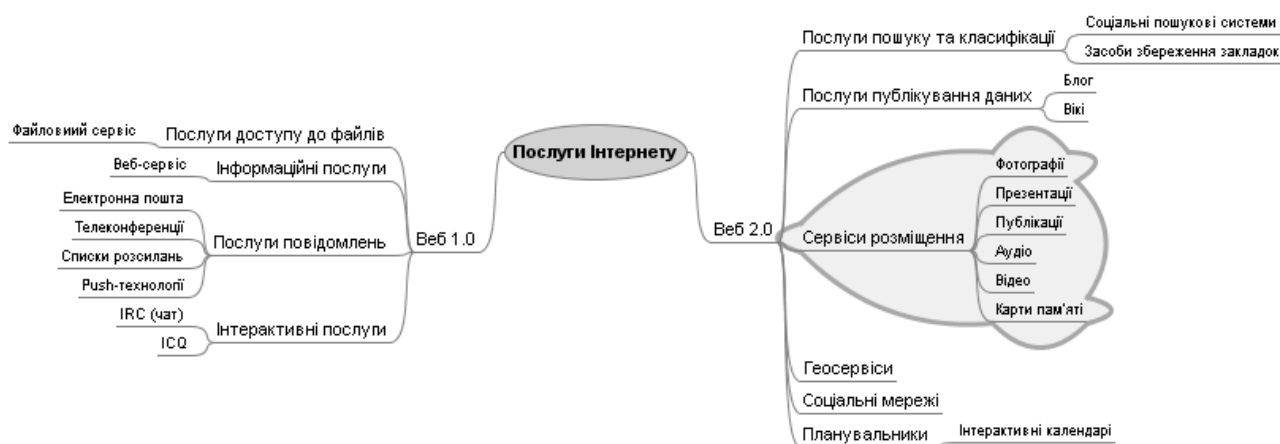 Послуги Інтернету
Веб 1.0
Послуги доступу до файлів
Файловиий сервіс
Інформаційні послуги
Веб-сервіс
Послуги повідомлень
Електронна пошта
Телеконференції
Списки розсилань
Push-технології
Інтерактивні послуги
IRC (чат)
ICQ
Веб 2.0
Послуги пошуку та класифікації
Соціальні пошукові системи
Засоби збереження закладок
Послуги публікування даних
Блог
Вікі
Сервіси розміщення
Фотографії
Презентації
Публікації
Аудіо
Відео
Карти пам'яті
Геосервіси
Соціальні мережі
Планувальники
Інтерактивні календарі